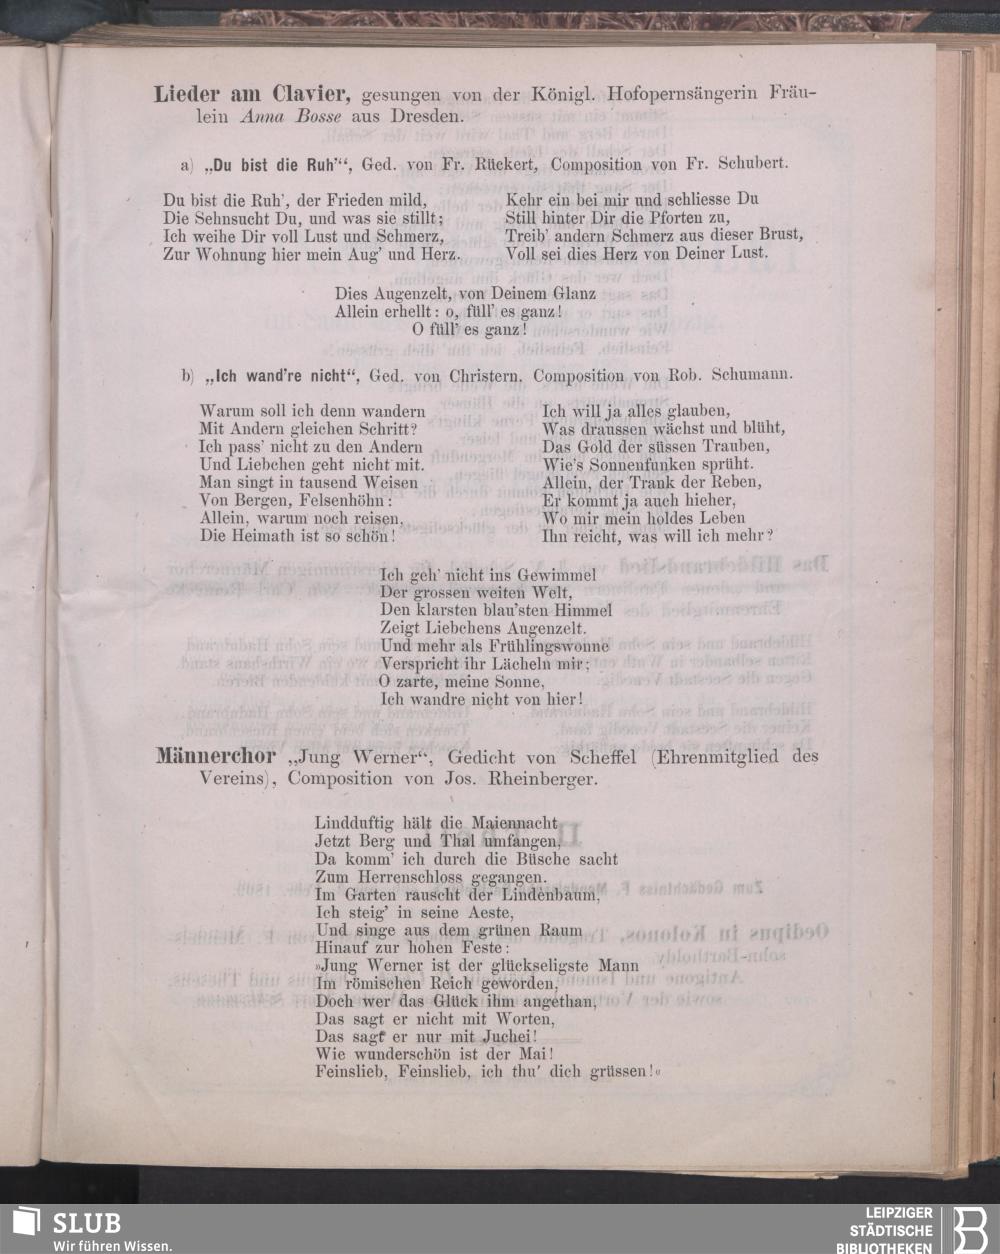 Lieder am Clavier, gesungen von der Königl. Hofopernsängerin Fräu-
lein Anna Bosse aus Dresden.
a) „Du bist die Ruh'“, Ged. von Fr. Rückert, Composition von Fr. Schubert.
Du bist die Ruh', der Frieden mild,
Die Sehnsucht Du, und was sie stillt;
Ich weihe Dir voll Lust und Schmerz,
Zur Wohnung hier mein Aug' und Herz.
Kehr ein bei mir und schliesse Du
Still hinter Dir die Pforten zu,
Treib' andern Schmerz aus dieser Brust,
Voll sei dies Herz von Deiner Lust.
Dies Augenzelt, von Deinem Glanz
Allein erhellt: o, füll' es ganz!
O füll' es ganz!
b) „Ich wand're nicht“, Ged. von Christern. Composition von Rob. Schumann.
Warum soll ich denn wandern
Mit Andern gleichen Schritt?
Ich pass' nicht zu den Andern
Und Liebchen geht nicht mit.
Man singt in tausend Weisen
Von Bergen, Felsenhöhn:
Allein, warum noch reisen,
Die Heimath ist so schön!
Ich will ja alles glauben,
Was draussen wächst und blüht,
Das Gold der süssen Trauben,
Wie's Sonnenfunken sprüht.
Allein, der Trank der Reben,
Er kommt ja auch hieher,
Wo mir mein holdes Leben
Ihn reicht, was will ich mehr?
Ich geh' nicht ins Gewimmel
Der grossen weiten Welt,
Den klarsten blau'sten Himmel
Zeigt Liebchens Augenzelt.
Und mehr als Frühlingswonne
Verspricht ihr Lächeln mir;
O zarte, meine Sonne,
Ich wandre nicht von hier!
Männerchor „Jung Werner“, Gedicht von Scheffel (Ehrenmitglied des
Vereins), Composition von Jos. Rheinberger.
Lindduftig hält die Maiennacht
Jetzt Berg und Thal umfangen,
Da komm' ich durch die Büsche sacht
Zum Herrenschloss gegangen.
Im Garten rauscht der Lindenbaum,
Ich steig' in seine Aeste,
Und singe aus dem grünen Raum
Hinauf zur hohen Feste:
»Jung Werner ist der glückseligste Mann
Im römischen Reich geworden,
Doch wer das Glück ihm angethan,
Das sagt er nicht mit Worten,
Das sagt er nur mit Juchei!
Wie wunderschön ist der Mai!
Feinslieb, Feinslieb, ich thu' dich grüssen!«
SLUB
Wir führen Wissen.
LEIPZIGER
STÄDTISCHE
BIBLIOTHEKEN